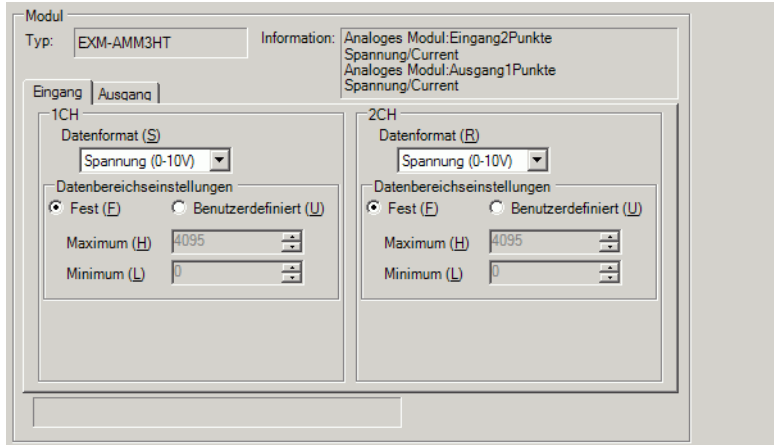 Modul
Typ: EXM-AMM3HT
Information: Analoges Modul:Eingang2Punkte
Spannung/Current
Analoges Modul:Ausgang1Punkte
Spannung/Current
Eingang Ausgang
1CH
Datenformat (S)
Spannung (0-10V)
Datenbereichseinstellungen
Fest (F) Benutzerdefiniert (U)
Maximum (H) 4095
Minimum (L) 0
2CH
Datenformat (R)
Spannung (0-10V)
Datenbereichseinstellungen
Fest (F) Benutzerdefiniert (U)
Maximum (H) 4095
Minimum (L) 0